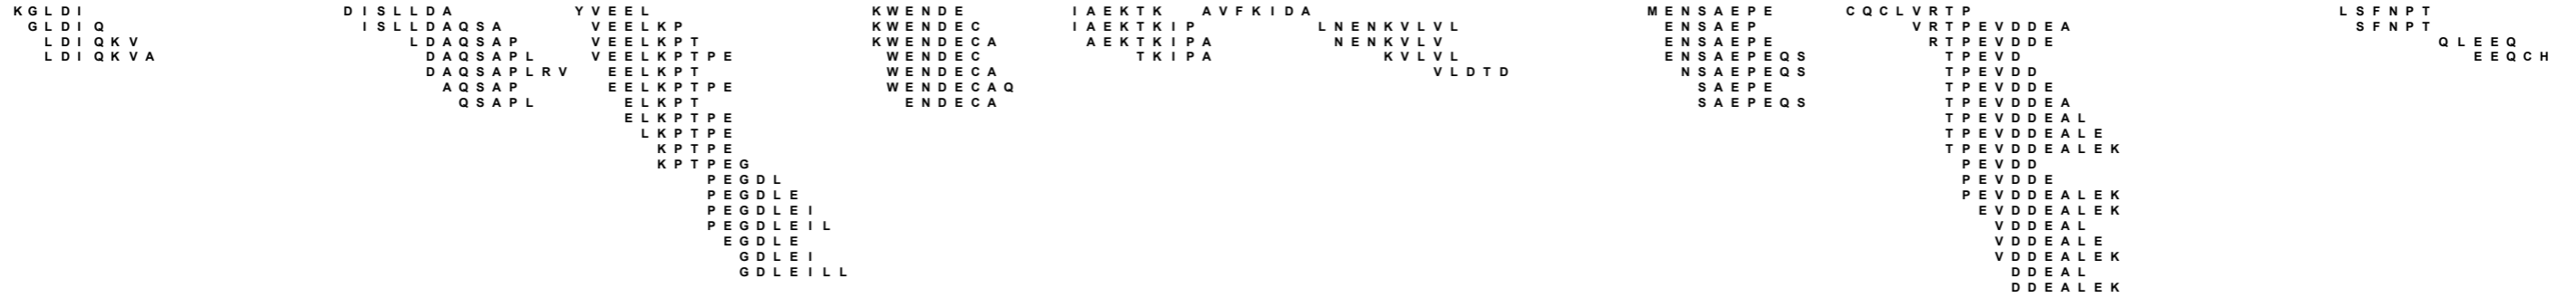 KGLDI DISLLDA YVEEL KWENDE IAEKTK AVFKIDA MENSAEPE CQCLVRTP LSFNPT
GLDIQ ISLLDAQSA VEELKP KWENDEC IAEKTKIP LNENKVLVL ENSAEP VRTPEVDDEA SFNPT
LDIQKV LDAQSAP VEELKPT KWENDECA AEKTKIPA NENKVLV ENSAEPE RTPEVDDE QLEEQ
LDIQKVA DAQSAPL VEELKPTPE WENDEC TKIPA KVLVL ENSAEPEQS TPEVD EEQCH
DAQSAPLRV EELKPT WENDECA VLDTD NSAEPEQS TPEVDD
AQSAP EELKPTPE WENDECAQ SAEPE TPEVDDE
QSAPL ELKPT ENDECA SAEPEQS TPEVDDEA
ELKPTPE TPEVDDEAL
LKPTPE TPEVDDEALE
KPTPE TPEVDDEALEK
KPTPEG PEVDD
PEGDL PEVDDE
PEGDLE PEVDDEALEK
PEGDLEI EVDDEALEK
PEGDLEIL VDDEAL
EGDLE VDDEALE
GDLEI VDDEALEK
GDLEILL DDEAL
DDEALEK